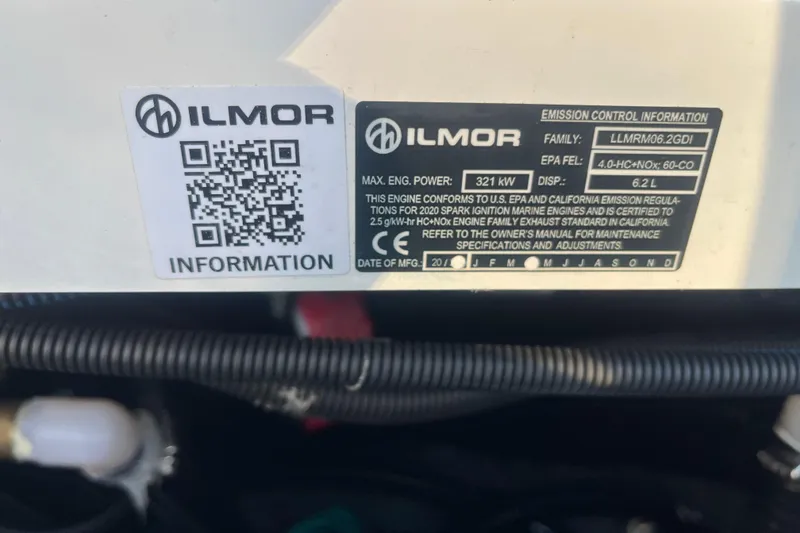 ILMOR
INFORMATION
ILMOR
EMISSION CONTROL INFORMATION
FAMILY: LLMRM06.2GDI
EPA FEL: 4.0-HC+NOx; 60-CO
MAX. ENG. POWER: 321 kW DISP.: 6.2 L
THIS ENGINE CONFORMS TO U.S. EPA AND CALIFORNIA EMISSION REGULA-
TIONS FOR 2020 SPARK IGNITION MARINE ENGINES AND IS CERTIFIED TO
2.5 g/kW-hr HC+NOx ENGINE FAMILY EXHAUST STANDARD IN CALIFORNIA.
REFER TO THE OWNER'S MANUAL FOR MAINTENANCE
SPECIFICATIONS AND ADJUSTMENTS.
CE
DATE OF MFG.: 20/ J F M M J J A S O N D